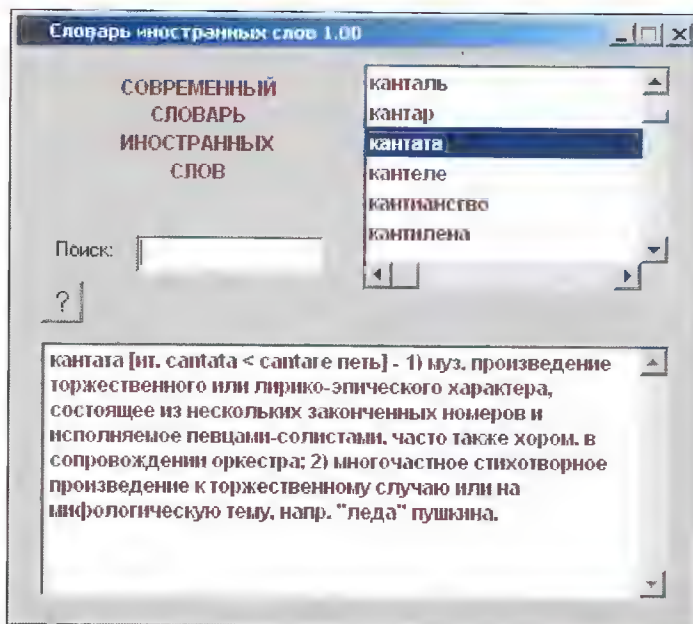 Словарь иностранных слов 1.00
СОВРЕМЕННЫЙ
СЛОВАРЬ
ИНОСТРАННЫХ
СЛОВ
канталь
кантар
кантата
кантеле
кантианство
кантилена
Поиск:
?
кантата [ит. cantata < cantare петь] - 1) муз. произведение
торжественного или лирико-эпического характера,
состоящее из нескольких законченных номеров и
исполняемое певцами-солистами, часто также хором, в
сопровождении оркестра; 2) многочастное стихотворное
произведение к торжественному случаю или на
мифологическую тему, напр. "леда" пушкина.